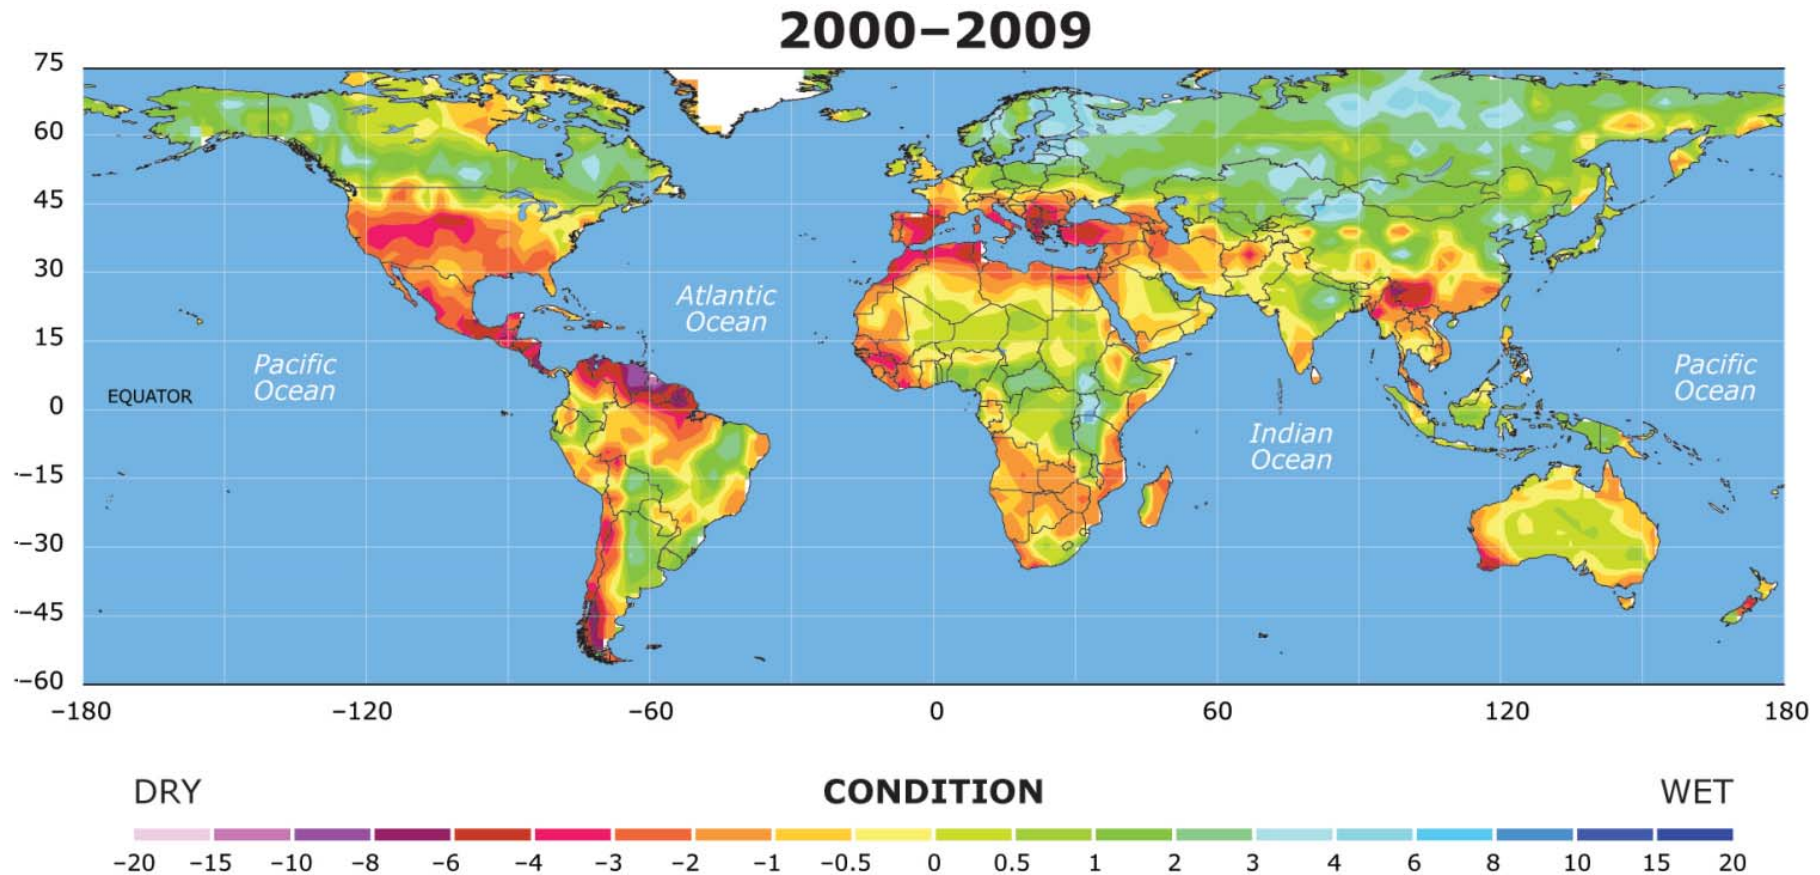 2000–2009
75
60
45
30
15
0
-−15
-−30
-−45
-−60
Atlantic
Ocean
Pacific
Ocean
EQUATOR
Indian
Ocean
Pacific
Ocean
−180 −120 −60 0 60 120 180
DRY CONDITION WET
−20 −15 −10 −8 −6 −4 −3 −2 −1 −0.5 0 0.5 1 2 3 4 6 8 10 15 20